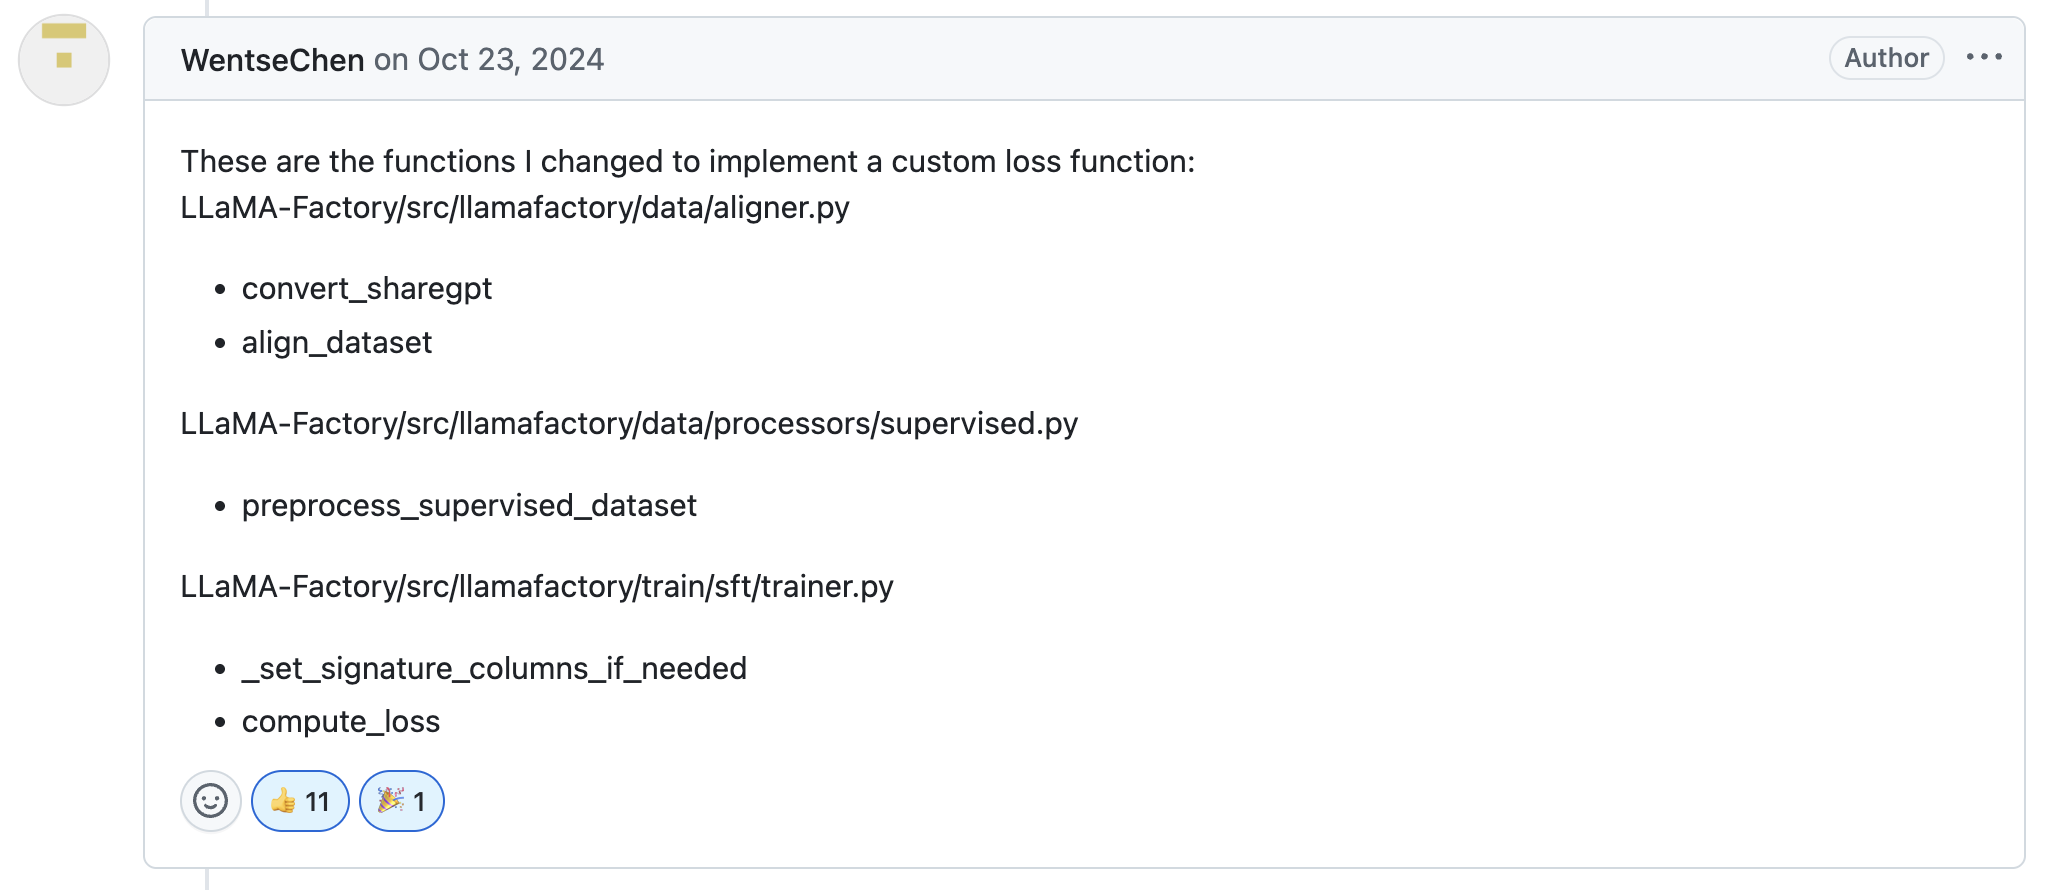 WentseChen on Oct 23, 2024
Author
These are the functions I changed to implement a custom loss function:
LLaMA-Factory/src/llamafactory/data/aligner.py
• convert_sharegpt
• align_dataset
LLaMA-Factory/src/llamafactory/data/processors/supervised.py
• preprocess_supervised_dataset
LLaMA-Factory/src/llamafactory/train/sft/trainer.py
• _set_signature_columns_if_needed
• compute_loss
👍 11 🎉 1